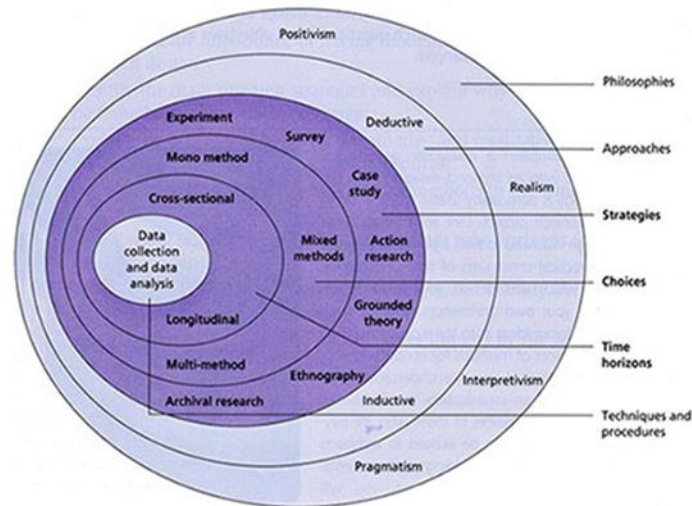 Positivism
Philosophies
Experiment
Survey
Deductive
Approaches
Mono method
Case
study
Realism
Cross-sectional
Strategies
Data
collection
and data
analysis
Mixed
methods
Action
research
Choices
Longitudinal
Grounded
theory
Time
horizons
Multi-method
Ethnography
Interpretivism
Archival research
Inductive
Techniques and
procedures
Pragmatism